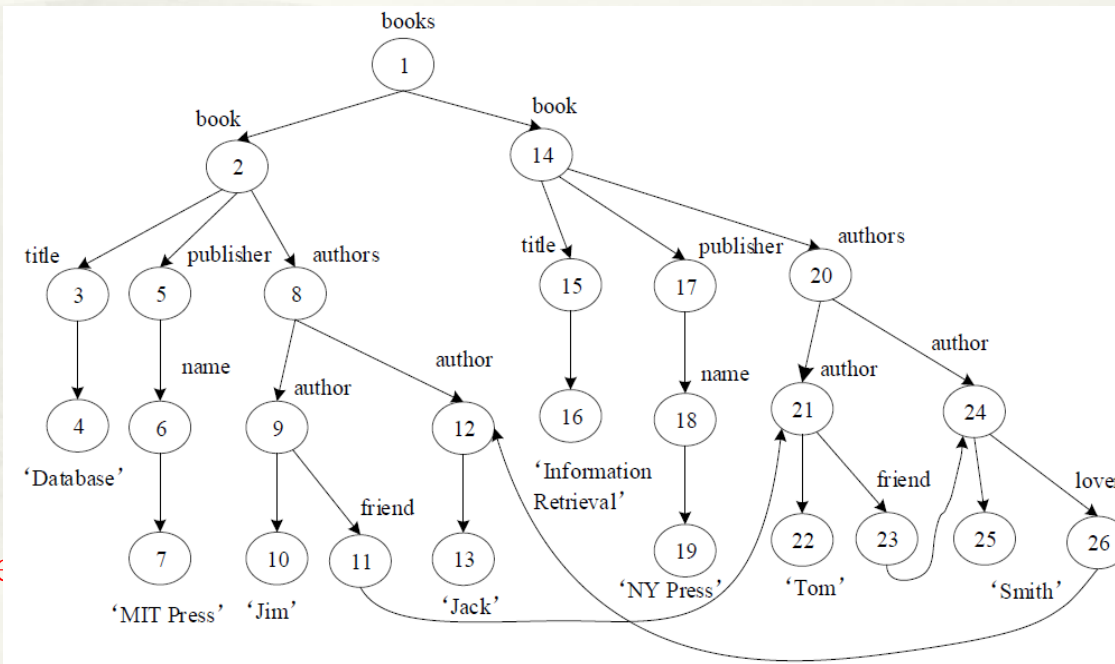 books
1
book
book
2
14
title
publisher
authors
title
publisher
authors
3
5
8
15
17
20
name
author
author
name
author
author
4
6
9
12
16
18
21
24
‘Database’
‘Information
Retrieval’
friend
friend
lover
7
10
11
13
19
22
23
25
26
‘MIT Press’
‘Jim’
‘Jack’
‘NY Press’
‘Tom’
‘Smith’